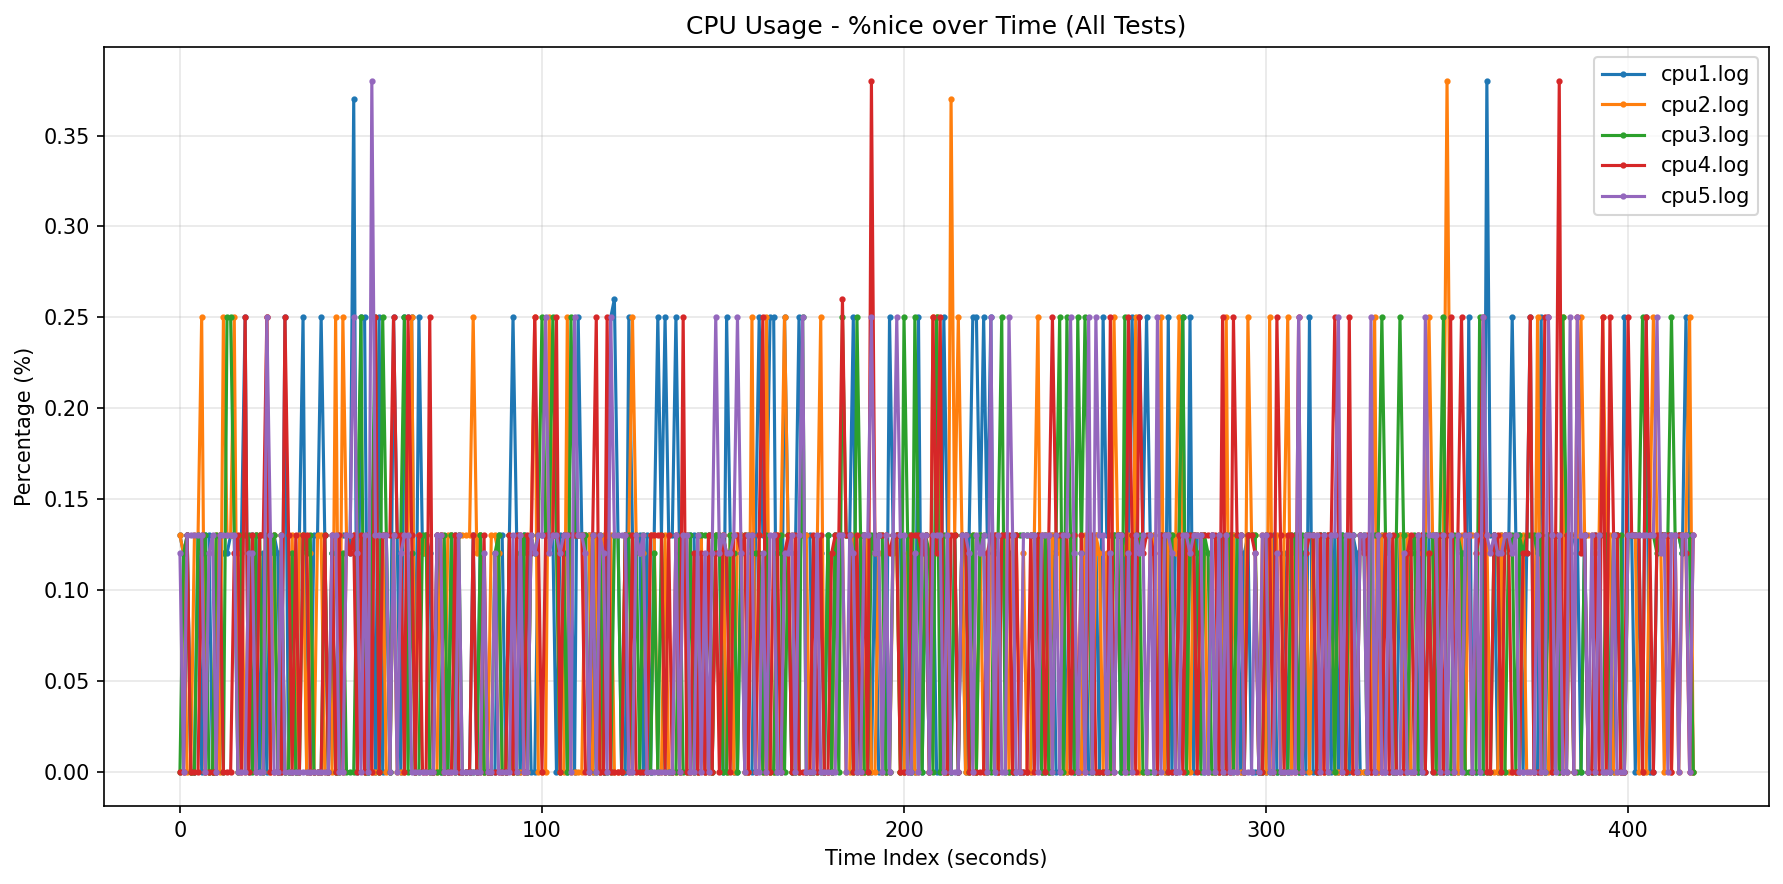 CPU Usage - %nice over Time (All Tests)
cpu1.log
cpu2.log
cpu3.log
cpu4.log
cpu5.log
Percentage (%)
0.35
0.30
0.25
0.20
0.15
0.10
0.05
0.00
0
100
200
300
400
Time Index (seconds)